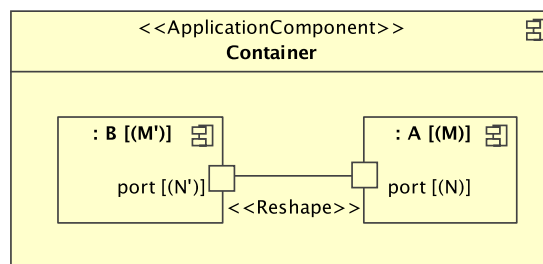 <<ApplicationComponent>>
Container
: B [(M')]
: A [(M)]
port [(N')]
port [(N)]
<<Reshape>>